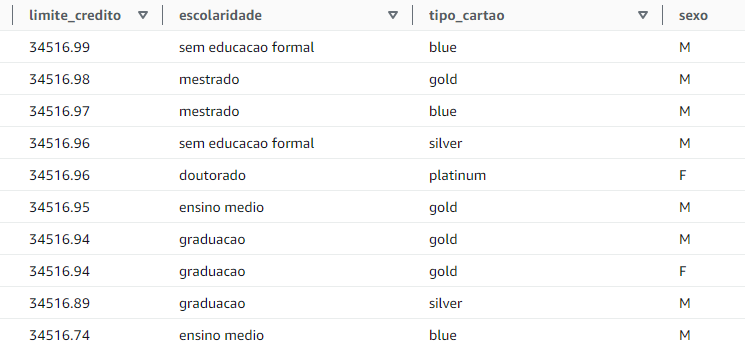 limite_credito escolaridade tipo_cartao sexo
34516.99 sem educacao formal blue M
34516.98 mestrado gold M
34516.97 mestrado blue M
34516.96 sem educacao formal silver M
34516.96 doutorado platinum F
34516.95 ensino medio gold M
34516.94 graduacao gold M
34516.94 graduacao gold F
34516.89 graduacao silver M
34516.74 ensino medio blue M